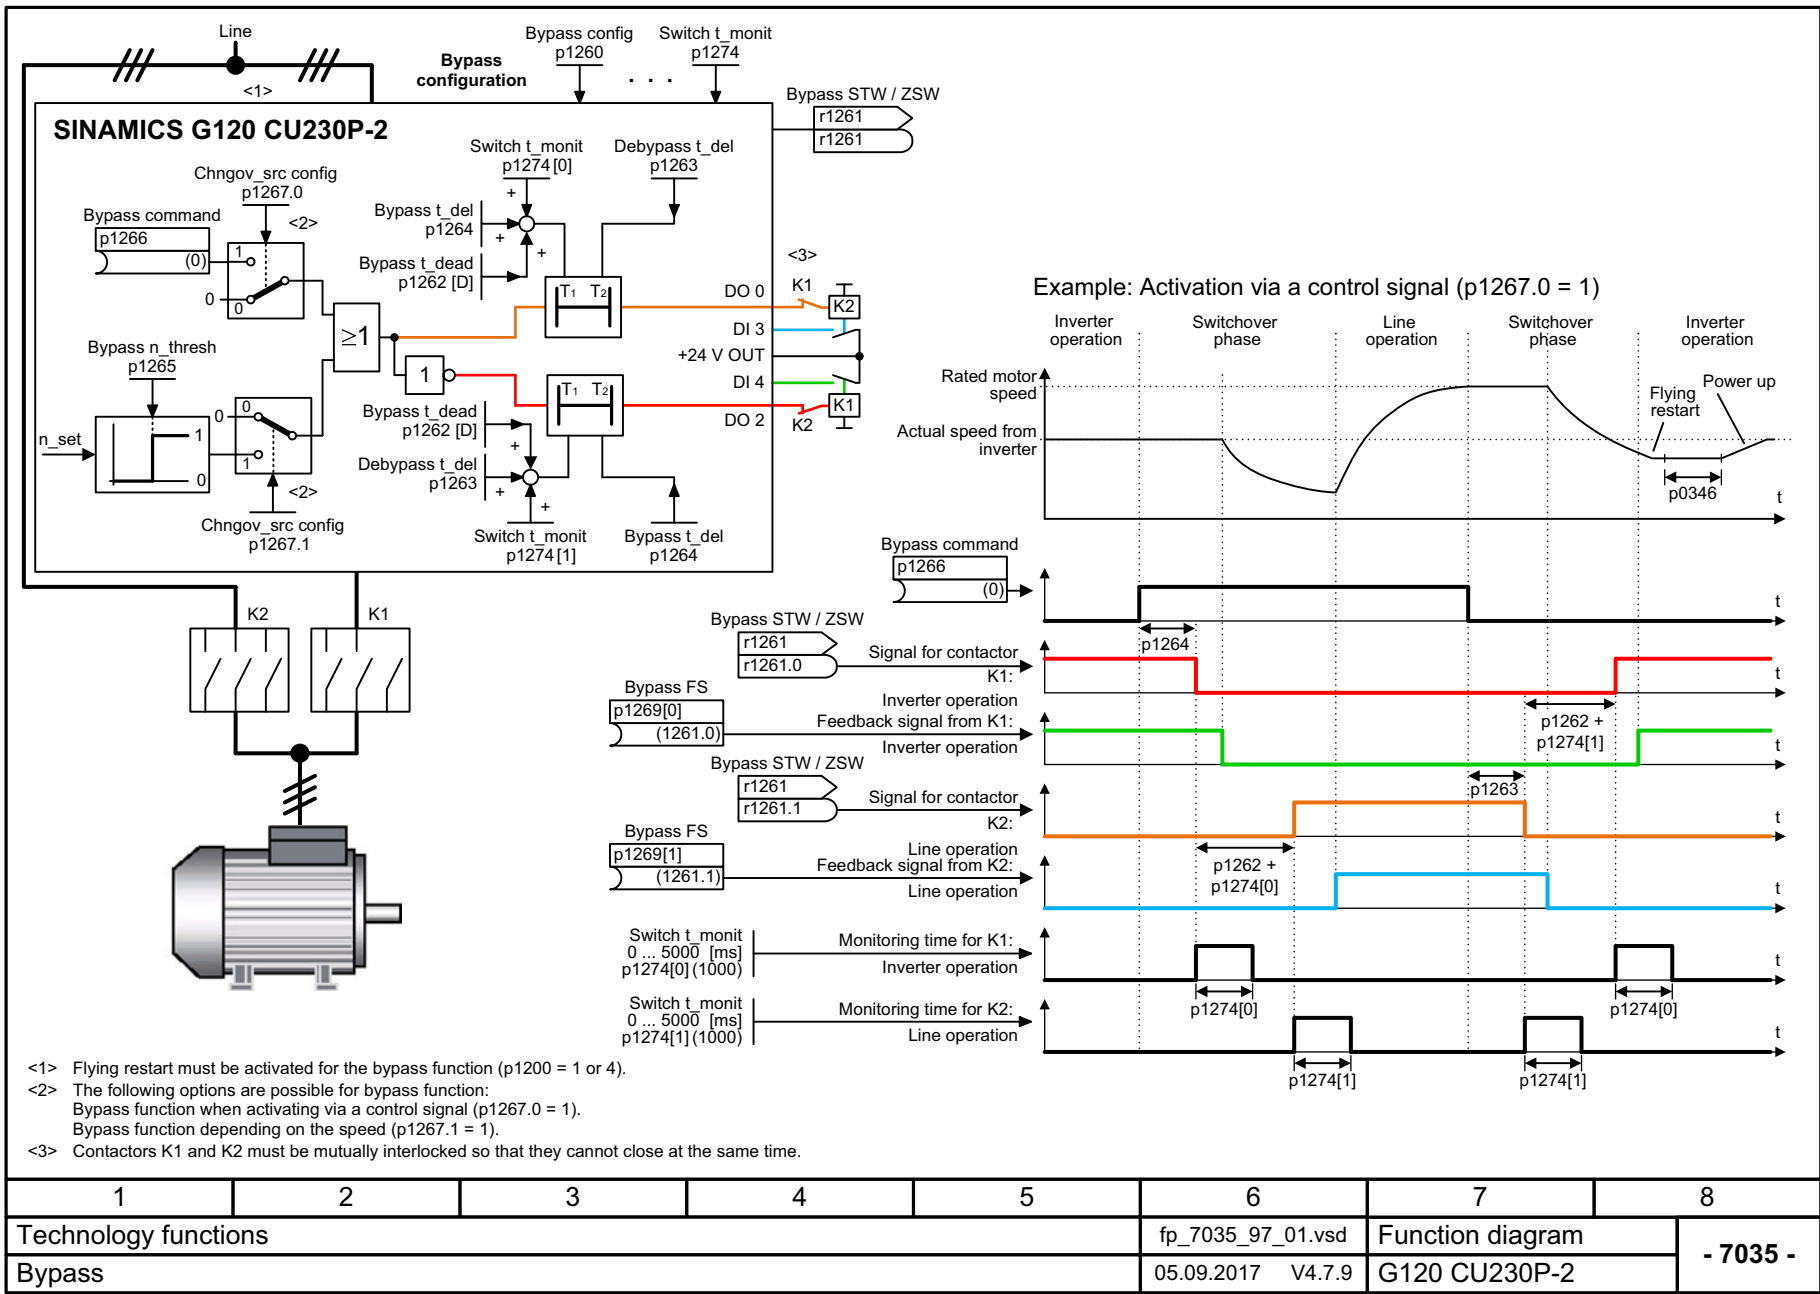 Line
<1>
Bypass
configuration
Bypass config
p1260
. . .
Switch t_monit
p1274
Bypass STW / ZSW
r1261
r1261
SINAMICS G120 CU230P-2
Chngov_src config
p1267.0
<2>
Bypass command
p1266
(0)
1
0
0
Bypass n_thresh
p1265
n_set
1
0
0
0
1
<2>
Chngov_src config
p1267.1
≥1
1
Switch t_monit
p1274 [0]
+
Bypass t_del
p1264
+
Bypass t_dead
p1262 [D]
+
Debypass t_del
p1263
T1 T2
T1 T2
Bypass t_dead
p1262 [D]
+
Debypass t_del
p1263
+
+
Switch t_monit
p1274 [1]
Bypass t_del
p1264
<3>
DO 0
K1
K2
DI 3
+24 V OUT
DI 4
DO 2
K2
K1
K2
K1
Example: Activation via a control signal (p1267.0 = 1)
Inverter
operation
Switchover
phase
Line
operation
Switchover
phase
Inverter
operation
Rated motor
speed
Actual speed from
inverter
Flying
restart
Power up
p0346
t
Bypass command
p1266
(0)
t
p1264
Bypass STW / ZSW
r1261
r1261.0
Signal for contactor
K1:
Inverter operation
t
p1262 +
p1274[1]
Bypass FS
p1269[0]
(1261.0)
Feedback signal from K1:
Inverter operation
t
p1263
Bypass STW / ZSW
r1261
r1261.1
Signal for contactor
K2:
Line operation
t
p1262 +
p1274[0]
Bypass FS
p1269[1]
(1261.1)
Feedback signal from K2:
Line operation
t
Switch t_monit
0 ... 5000 [ms]
p1274[0] (1000)
Monitoring time for K1:
Inverter operation
t
p1274[0]
p1274[0]
Switch t_monit
0 ... 5000 [ms]
p1274[1] (1000)
Monitoring time for K2:
Line operation
t
p1274[1]
p1274[1]
<1> Flying restart must be activated for the bypass function (p1200 = 1 or 4).
<2> The following options are possible for bypass function:
Bypass function when activating via a control signal (p1267.0 = 1).
Bypass function depending on the speed (p1267.1 = 1).
<3> Contactors K1 and K2 must be mutually interlocked so that they cannot close at the same time.
1 2 3 4 5 6 7 8
Technology functions
fp_7035_97_01.vsd
Function diagram
- 7035 -
Bypass
05.09.2017 V4.7.9
G120 CU230P-2